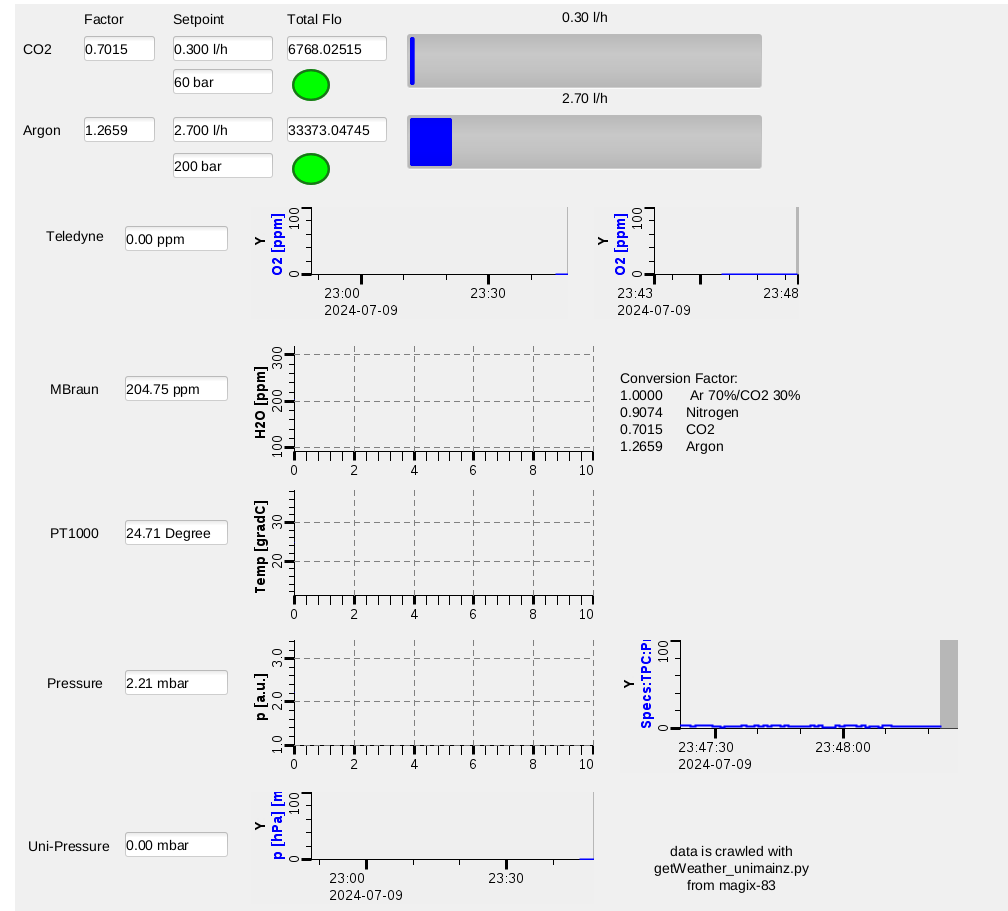 Factor Setpoint Total Flo 0.30 l/h
CO2 0.7015 0.300 l/h 6768.02515
60 bar
2.70 l/h
Argon 1.2659 2.700 l/h 33373.04745
200 bar
Teledyne 0.00 ppm
Y
O2 [ppm]
100
0
23:00 23:30
2024-07-09
Y
O2 [ppm]
100
0
23:43 23:48
2024-07-09
MBraun 204.75 ppm
H2O [ppm]
300
200
100
0 2 4 6 8 10
Conversion Factor:
1.0000 Ar 70%/CO2 30%
0.9074 Nitrogen
0.7015 CO2
1.2659 Argon
PT1000 24.71 Degree
Temp [gradC]
30
20
0 2 4 6 8 10
Pressure 2.21 mbar
p [a.u.]
3.0
2.0
1.0
0 2 4 6 8 10
Y
Specs:TPC:P
100
0
23:47:30 23:48:00
2024-07-09
Uni-Pressure 0.00 mbar
Y
p [hPa] [m
100
0
23:00 23:30
2024-07-09
data is crawled with
getWeather_unimainz.py
from magix-83